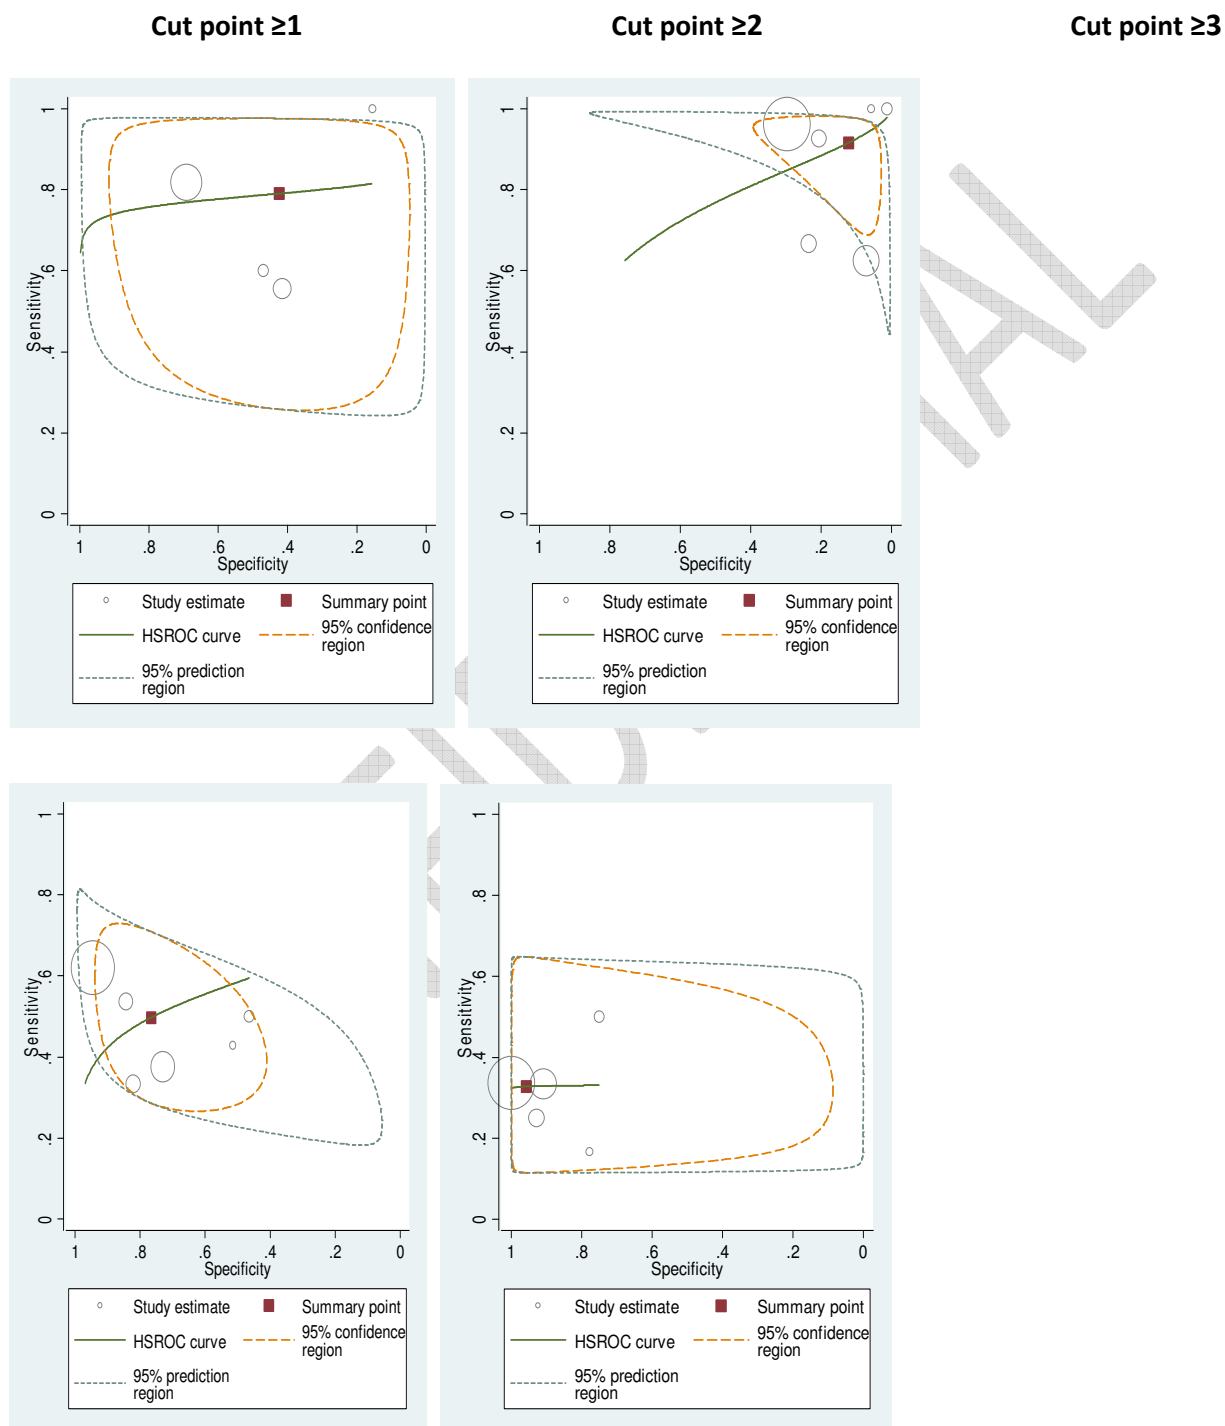 Cut point ≥1 Cut point ≥2 Cut point ≥3
Sensitivity
0 .2 .4 .6 .8 1
1 .8 .6 .4 .2 0
Specificity
Study estimate Summary point
HSROC curve 95% confidence
region
95% prediction
region
Sensitivity
0 .2 .4 .6 .8 1
1 .8 .6 .4 .2 0
Specificity
Study estimate Summary point
HSROC curve 95% confidence
region
95% prediction
region
Sensitivity
0 .2 .4 .6 .8 1
1 .8 .6 .4 .2 0
Specificity
Study estimate Summary point
HSROC curve 95% confidence
region
95% prediction
region
Sensitivity
0 .2 .4 .6 .8 1
1 .8 .6 .4 .2 0
Specificity
Study estimate Summary point
HSROC curve 95% confidence
region
95% prediction
region